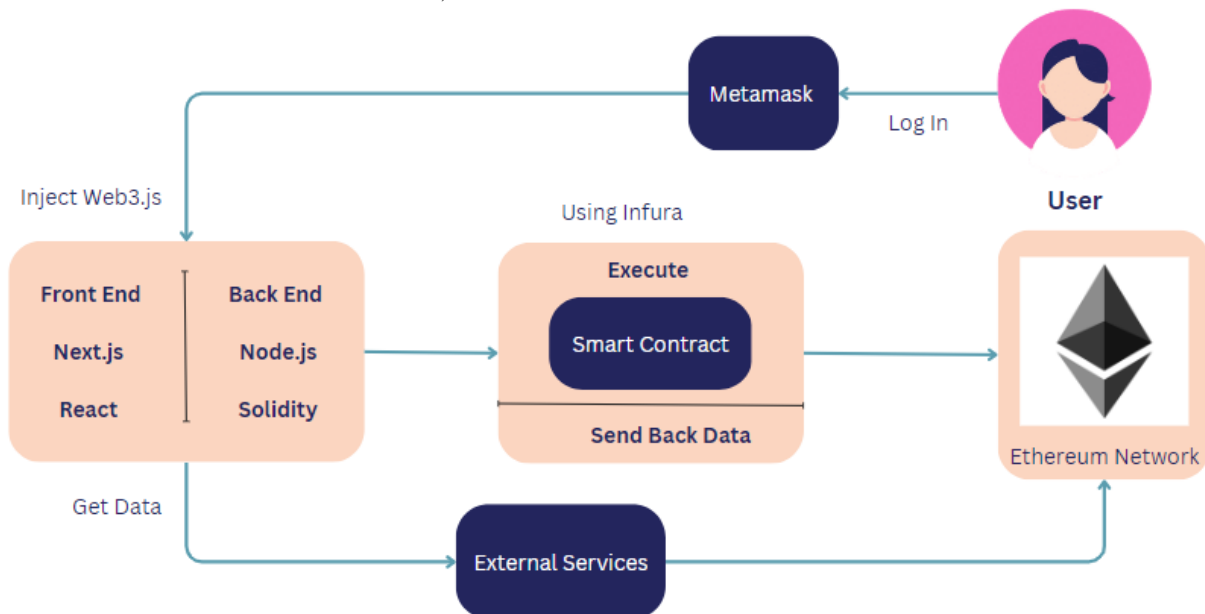 Metamask
Log In
User
Inject Web3.js
Using Infura
Front End
Back End
Next.js
Node.js
React
Solidity
Execute
Smart Contract
Send Back Data
Ethereum Network
Get Data
External Services